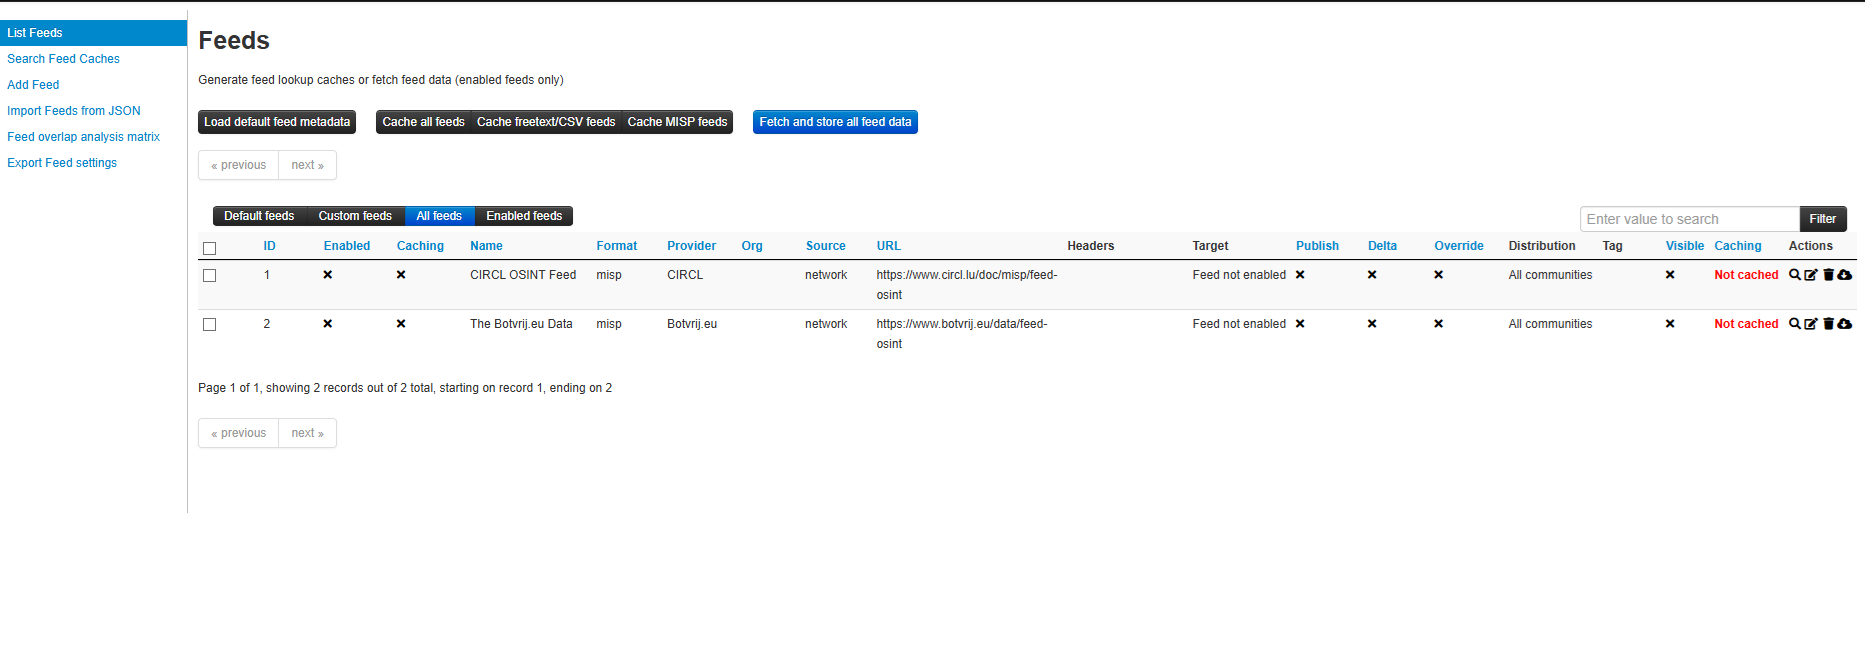 List Feeds
Search Feed Caches
Add Feed
Import Feeds from JSON
Feed overlap analysis matrix
Export Feed settings
Feeds
Generate feed lookup caches or fetch feed data (enabled feeds only)
Load default feed metadata Cache all feeds Cache freetext/CSV feeds Cache MISP feeds Fetch and store all feed data
« previous next »
Default feeds Custom feeds All feeds Enabled feeds Enter value to search Filter
ID Enabled Caching Name Format Provider Org Source URL Headers Target Publish Delta Override Distribution Tag Visible Caching Actions
1 CIRCL OSINT Feed misp CIRCL network https://www.circl.lu/doc/misp/feed- Feed not enabled All communities Not cached
osint
2 The Botvrij.eu Data misp Botvrij.eu network https://www.botvrij.eu/data/feed- Feed not enabled All communities Not cached
osint
Page 1 of 1, showing 2 records out of 2 total, starting on record 1, ending on 2
« previous next »